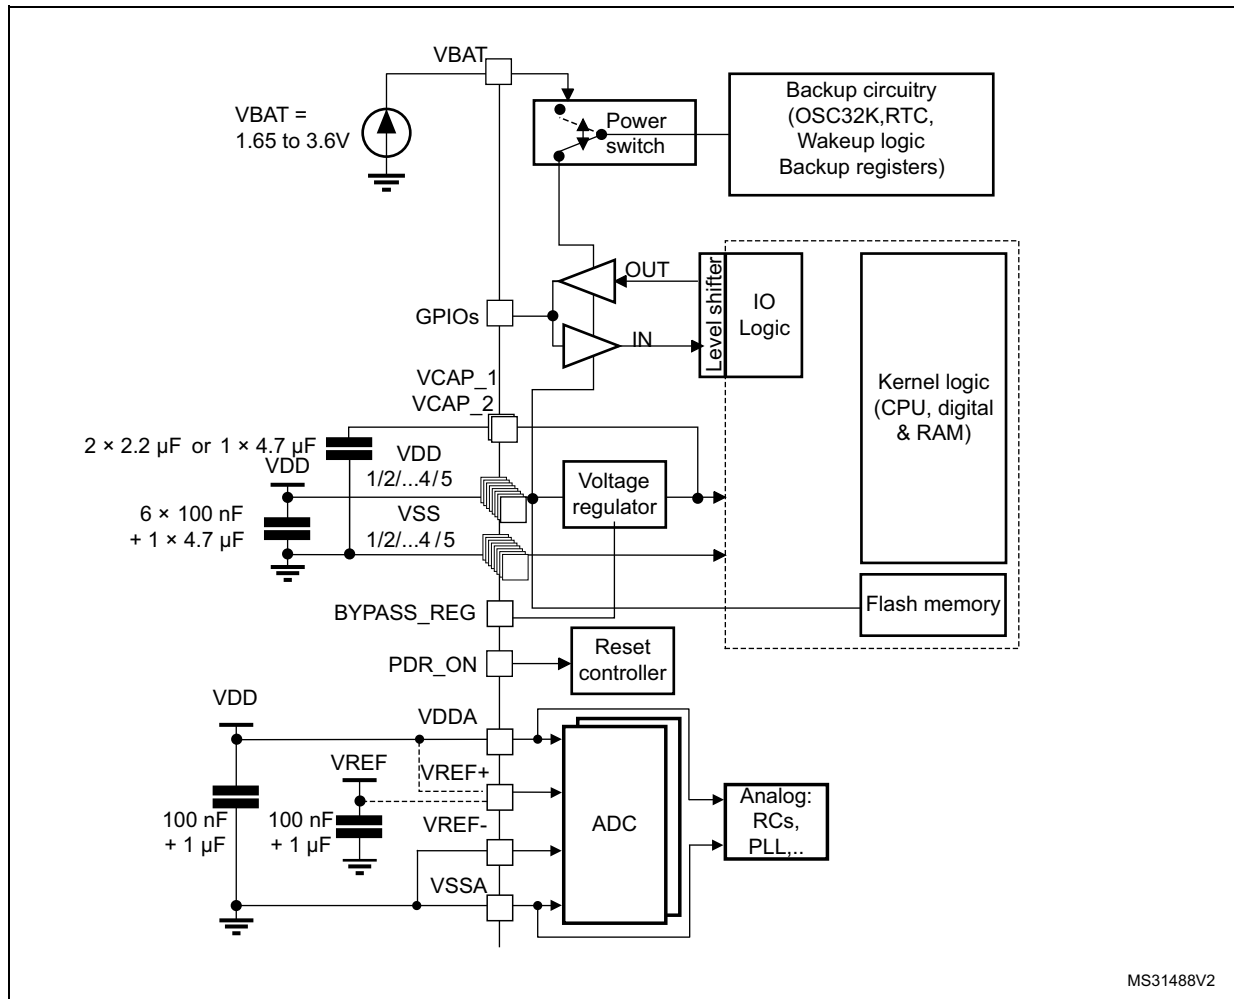 VBAT
VBAT =
1.65 to 3.6V
Power
switch
Backup circuitry
(OSC32K,RTC,
Wakeup logic
Backup registers)
OUT
GPIOs
IN
Level shifter
IO
Logic
Kernel logic
(CPU, digital
& RAM)
VCAP_1
VCAP_2
2 × 2.2 µF or 1 × 4.7 µF
VDD
VDD
1/2/...4/5
Voltage
regulator
6 × 100 nF
+ 1 × 4.7 µF
VSS
1/2/...4/5
BYPASS_REG
Flash memory
PDR_ON
Reset
controller
VDD
VDDA
VREF
VREF+
100 nF
+ 1 µF
100 nF
+ 1 µF
VREF-
VSSA
ADC
Analog:
RCs,
PLL,..
MS31488V2